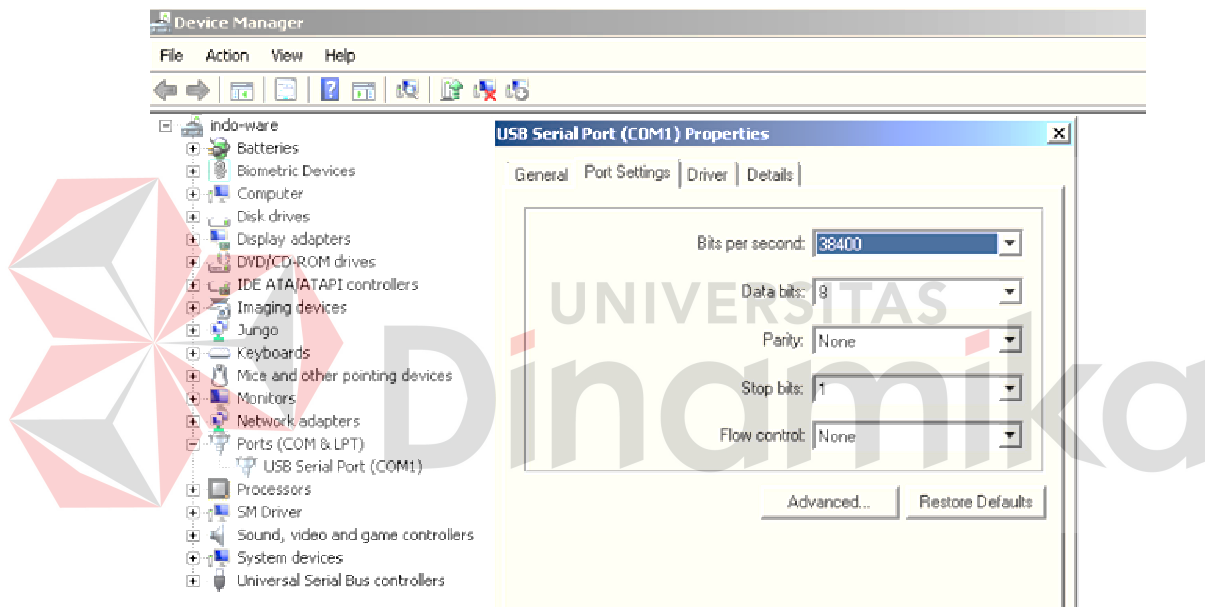 Device Manager
File Action View Help
indo-ware
Batteries
Biometric Devices
Computer
Disk drives
Display adapters
DVD/CD-ROM drives
IDE ATA/ATAPI controllers
Imaging devices
Jungo
Keyboards
Mice and other pointing devices
Monitors
Network adapters
Ports (COM & LPT)
USB Serial Port (COM1)
Processors
SM Driver
Sound, video and game controllers
System devices
Universal Serial Bus controllers
USB Serial Port (COM1) Properties
General Port Settings Driver Details
Bits per second: 38400
Data bits: 8
Parity: None
Stop bits: 1
Flow control: None
Advanced... Restore Defaults
UNIVERSITAS
Dinamika